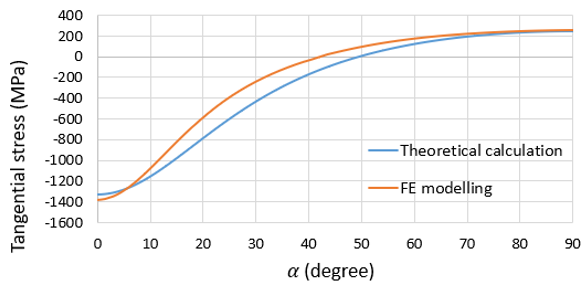 400
200
0
-200
-400
-600
-800
-1000
-1200
-1400
-1600
Tangential stress (MPa)
Theoretical calculation
FE modelling
0 10 20 30 40 50 60 70 80 90
α (degree)